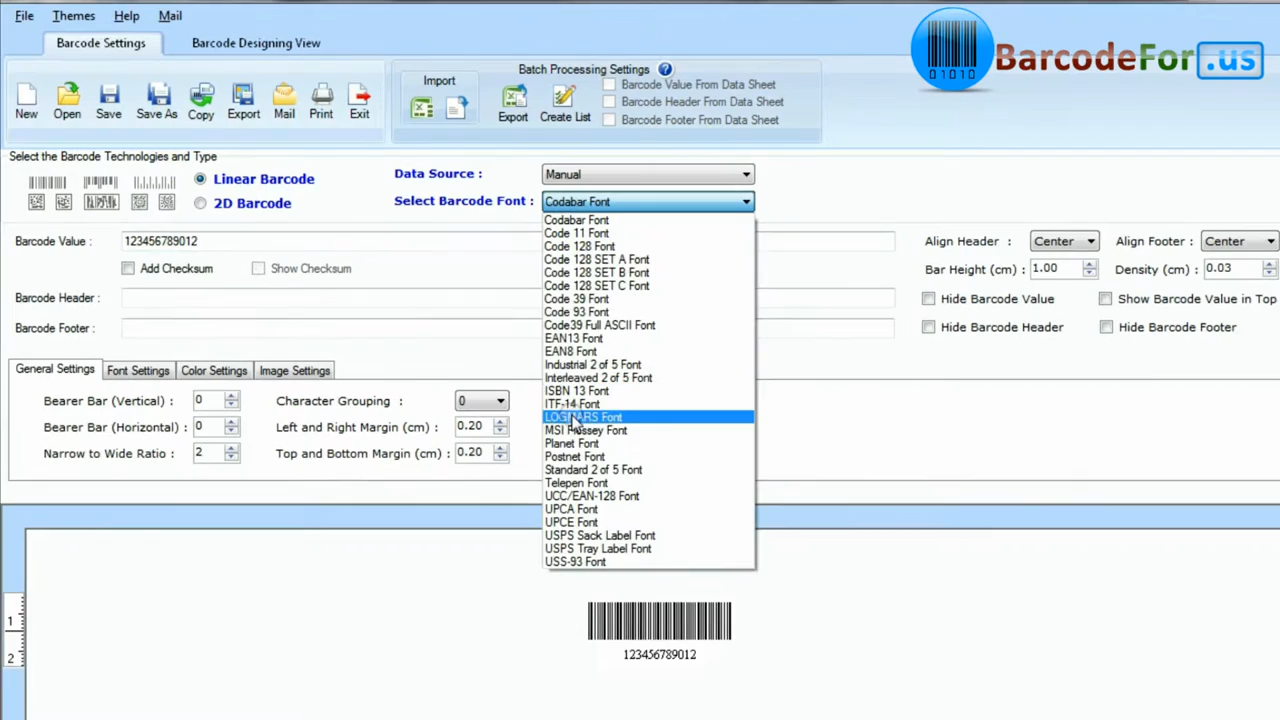 File Themes Help Mail
BarcodeFor.us
01010
Barcode Settings Barcode Designing View
Batch Processing Settings ?
Import
Barcode Value From Data Sheet
Barcode Header From Data Sheet
Barcode Footer From Data Sheet
New Open Save Save As Copy Export Mail Print Exit Export Create List
Select the Barcode Technologies and Type
Linear Barcode
2D Barcode
Data Source : Manual
Select Barcode Font : Codabar Font
Codabar Font
Code 11 Font
Code 128 Font
Code 128 SET A Font
Code 128 SET B Font
Code 128 SET C Font
Code 39 Font
Code 93 Font
Code39 Full ASCII Font
EAN13 Font
EAN8 Font
Industrial 2 of 5 Font
Interleaved 2 of 5 Font
ISBN 13 Font
ITF-14 Font
LOGMARS Font
MSI Plessey Font
Planet Font
Postnet Font
Standard 2 of 5 Font
Telepen Font
UCC/EAN-128 Font
UPCA Font
UPCE Font
USPS Sack Label Font
USPS Tray Label Font
USS-93 Font
Barcode Value : 123456789012
Add Checksum Show Checksum
Barcode Header :
Barcode Footer :
Align Header : Center Align Footer : Center
Bar Height (cm) : 1.00 Density (cm) : 0.03
Hide Barcode Value Show Barcode Value in Top
Hide Barcode Header Hide Barcode Footer
General Settings Font Settings Color Settings Image Settings
Bearer Bar (Vertical) : 0 Character Grouping : 0
Bearer Bar (Horizontal) : 0 Left and Right Margin (cm) : 0.20
Narrow to Wide Ratio : 2 Top and Bottom Margin (cm) : 0.20
1
2
123456789012